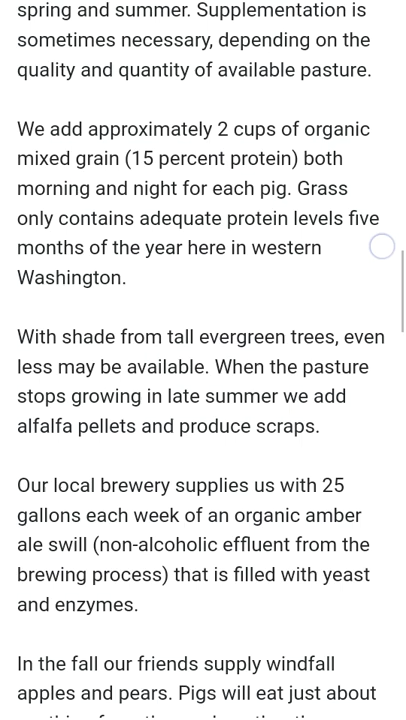 spring and summer. Supplementation is
sometimes necessary, depending on the
quality and quantity of available pasture.
We add approximately 2 cups of organic
mixed grain (15 percent protein) both
morning and night for each pig. Grass
only contains adequate protein levels five
months of the year here in western
Washington.
With shade from tall evergreen trees, even
less may be available. When the pasture
stops growing in late summer we add
alfalfa pellets and produce scraps.
Our local brewery supplies us with 25
gallons each week of an organic amber
ale swill (non-alcoholic effluent from the
brewing process) that is filled with yeast
and enzymes.
In the fall our friends supply windfall
apples and pears. Pigs will eat just about